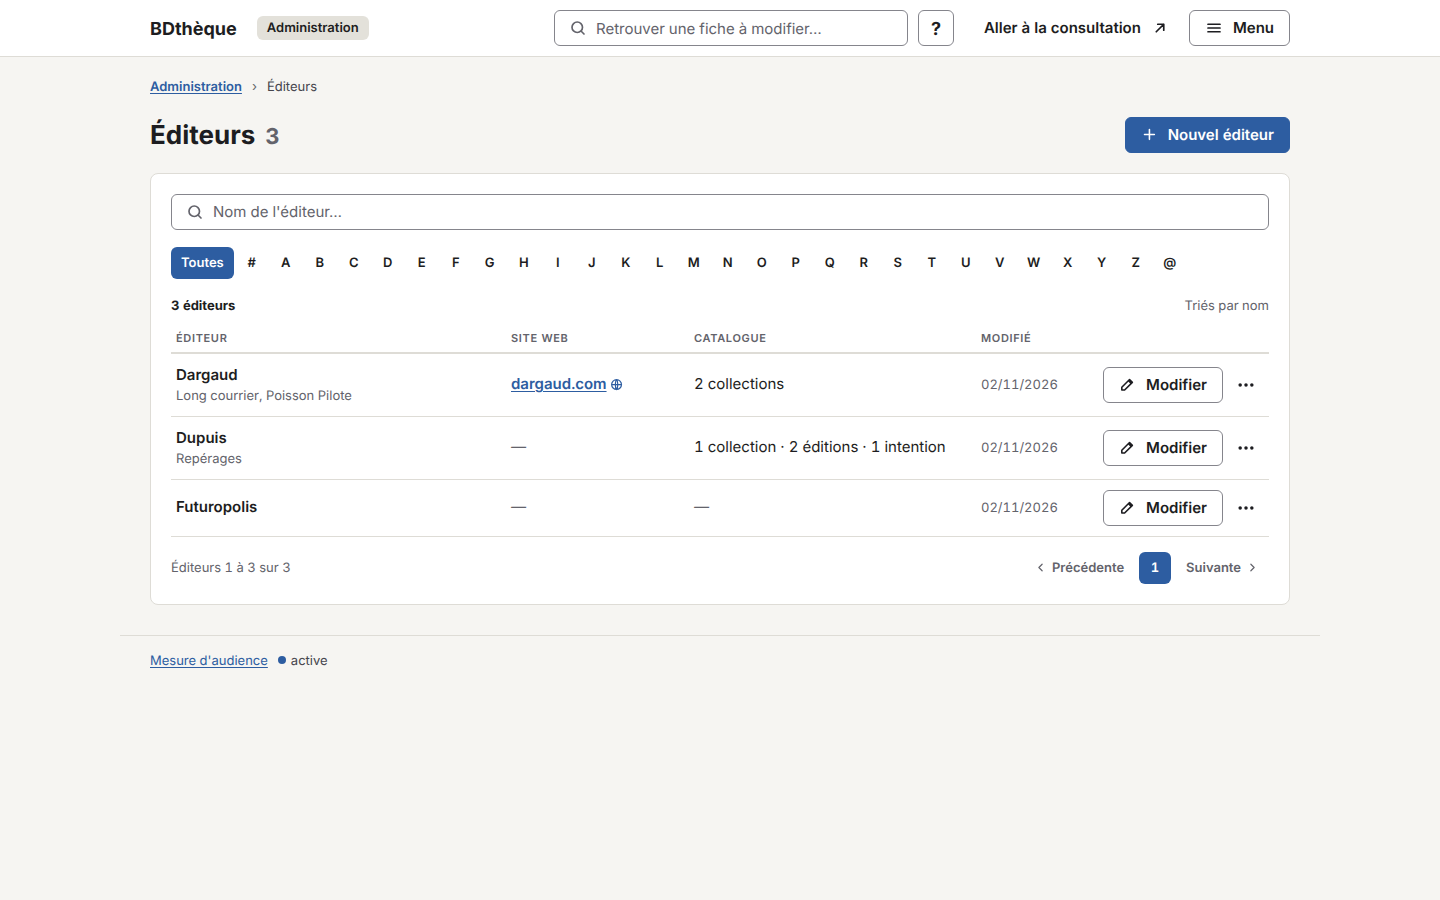 BDthèque Administration Retrouver une fiche à modifier... ? Aller à la consultation Menu
Administration › Éditeurs
Éditeurs 3 Nouvel éditeur
Nom de l'éditeur...
Toutes # A B C D E F G H I J K L M N O P Q R S T U V W X Y Z @
3 éditeurs Triés par nom
ÉDITEUR SITE WEB CATALOGUE MODIFIÉ
Dargaud
Long courrier, Poisson Pilote
dargaud.com 2 collections 02/11/2026 Modifier
Dupuis
Repérages
— 1 collection · 2 éditions · 1 intention 02/11/2026 Modifier
Futuropolis — — 02/11/2026 Modifier
Éditeurs 1 à 3 sur 3 Précédente 1 Suivante
Mesure d'audience active